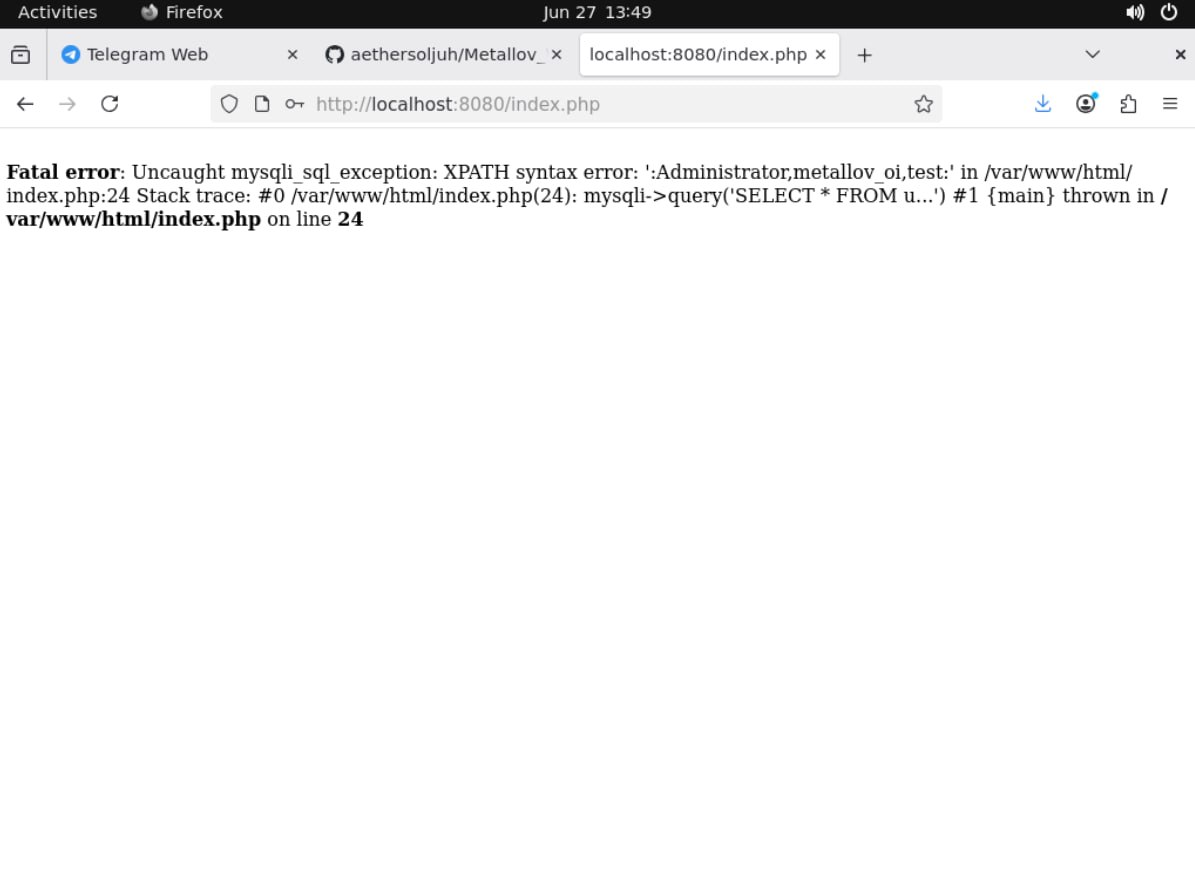 Activities Firefox Jun 27 13:49
Telegram Web aethersoljuh/Metallov_ localhost:8080/index.php
http://localhost:8080/index.php
Fatal error: Uncaught mysqli_sql_exception: XPATH syntax error: ':Administrator,metallov_oi,test:' in /var/www/html/
index.php:24 Stack trace: #0 /var/www/html/index.php(24): mysqli->query('SELECT * FROM u...') #1 {main} thrown in /
var/www/html/index.php on line 24